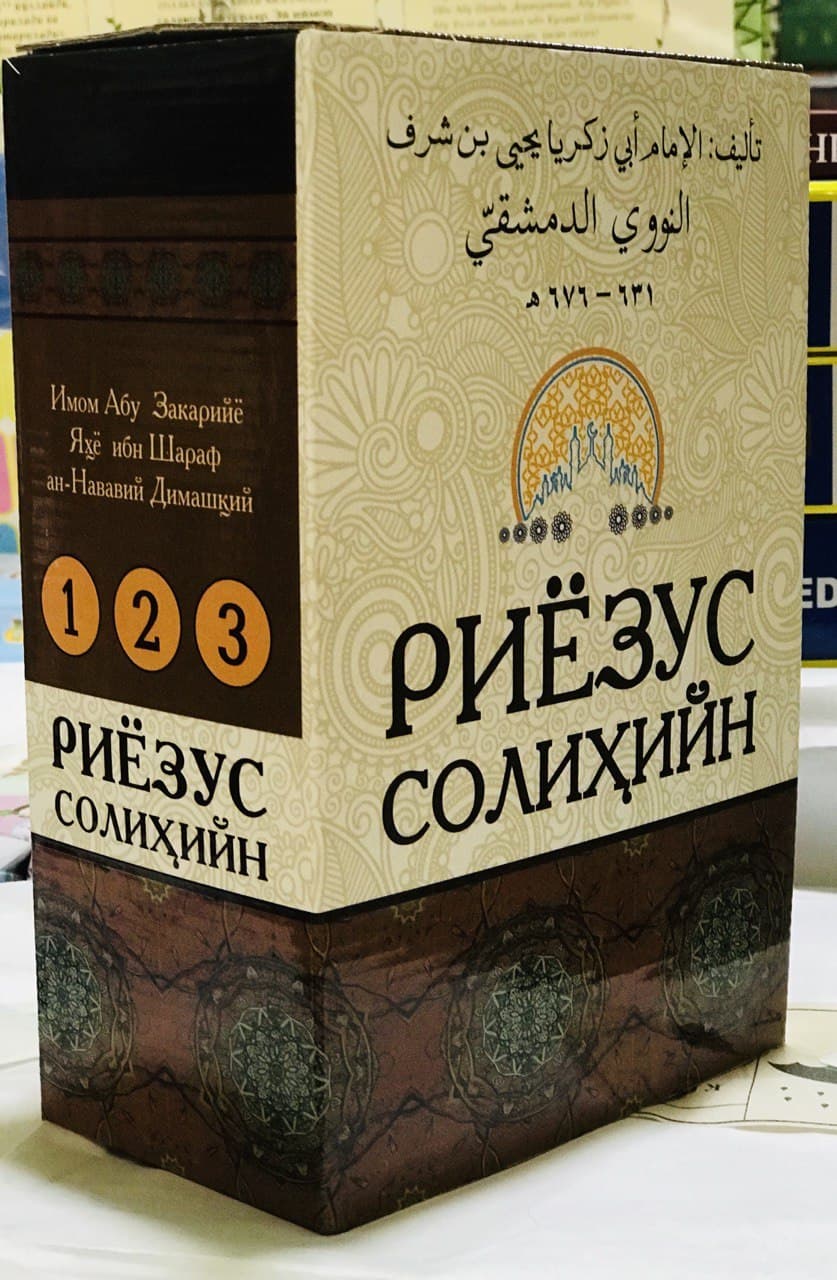 تأليف: الإمام أبي زكريا يحيى بن شرف
النووي الدمشقيّ
٦٣١ – ٦٧٦ هـ
РИЁЗУС
СОЛИҲИЙН
Имом Абу Закарийё
Яҳё ибн Шараф
ан-Нававий Димашқий
1 2 3
РИЁЗУС
СОЛИҲИЙН
ED